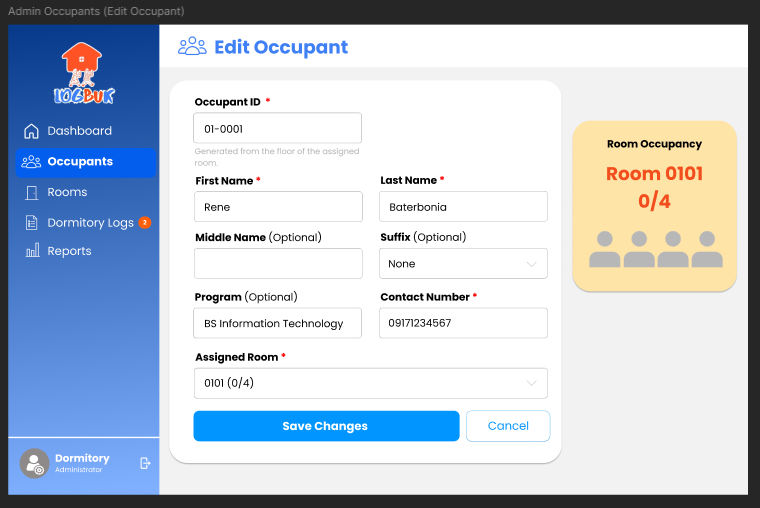 Admin Occupants (Edit Occupant)
KK
LOGBUK
Dashboard
Occupants
Rooms
Dormitory Logs 2
Reports
Dormitory
Administrator
Edit Occupant
Occupant ID *
01-0001
Generated from the floor of the assigned
room.
First Name * Last Name *
Rene Baterbonia
Middle Name (Optional) Suffix (Optional)
None
Program (Optional) Contact Number *
BS Information Technology 09171234567
Assigned Room *
0101 (0/4)
Save Changes Cancel
Room Occupancy
Room 0101
0/4